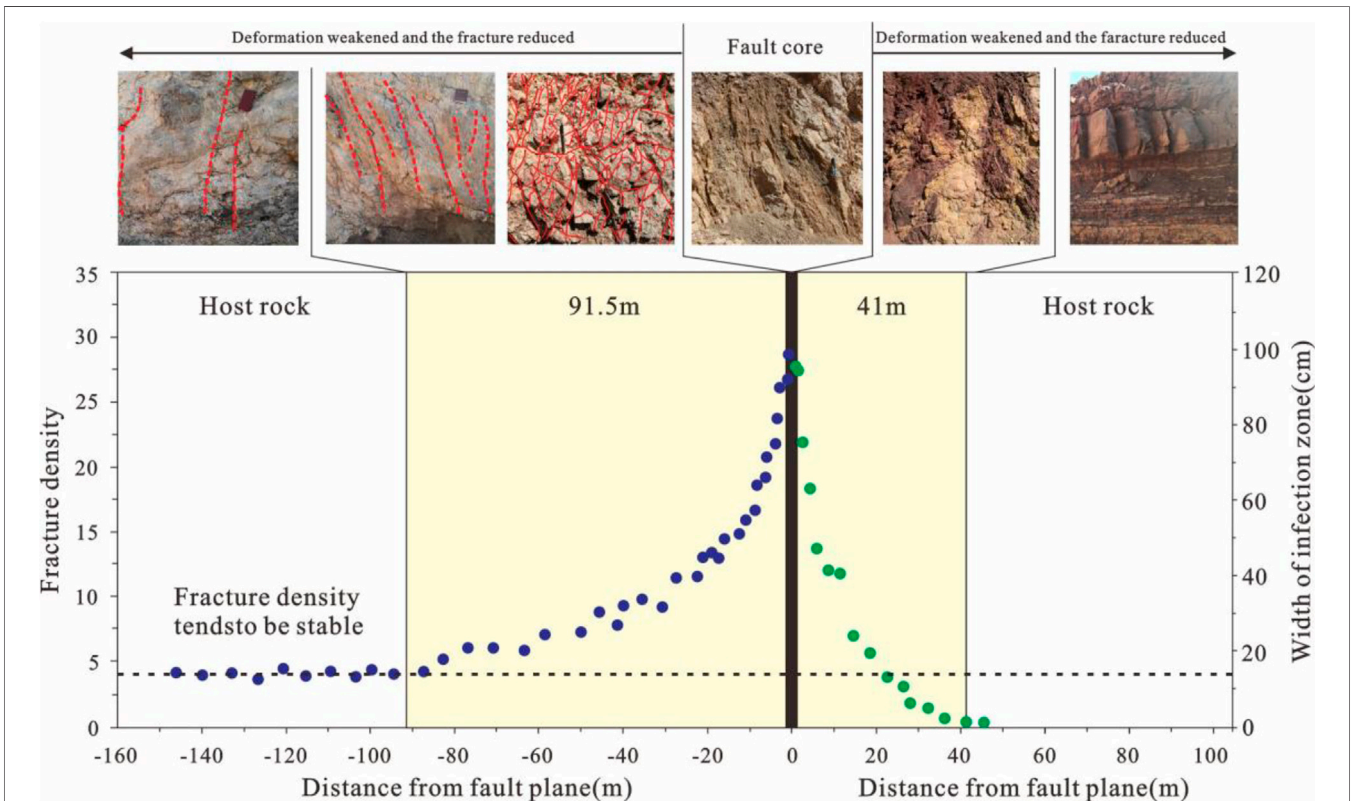 Deformation weakened and the fracture reduced
Fault core
Deformation weakened and the faracture reduced
35
30
25
20
15
10
5
0
Fracture density
Host rock
91.5m
41m
Host rock
Fracture density
tendsto be stable
120
100
80
60
40
20
0
Width of infection zone(cm)
-160
-140
-120
-100
-80
-60
-40
-20
0
20
40
60
80
100
Distance from fault plane(m)
Distance from fault plane(m)